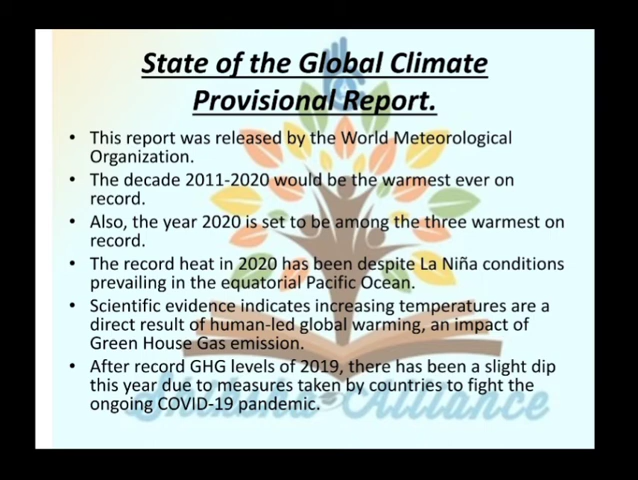 State of the Global Climate
Provisional Report.
• This report was released by the World Meteorological
Organization.
• The decade 2011-2020 would be the warmest ever on
record.
• Also, the year 2020 is set to be among the three warmest on
record.
• The record heat in 2020 has been despite La Niña conditions
prevailing in the equatorial Pacific Ocean.
• Scientific evidence indicates increasing temperatures are a
direct result of human-led global warming, an impact of
Green House Gas emission.
• After record GHG levels of 2019, there has been a slight dip
this year due to measures taken by countries to fight the
ongoing COVID-19 pandemic.
Alliance